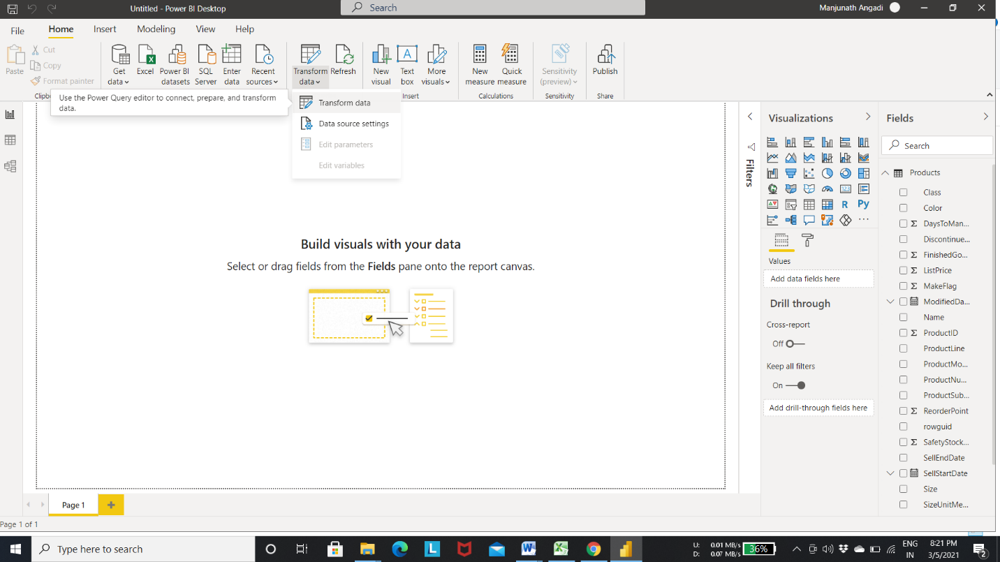 Untitled - Power BI Desktop
Search
Manjunath Angadi
File
Home
Insert
Modeling
View
Help
Paste
Cut
Copy
Format painter
Get data
Excel
Power BI datasets
SQL Server
Enter data
Recent sources
Transform data
Refresh
New visual
Text box
More visuals
New measure
Quick measure
Sensitivity (preview)
Publish
Insert
Calculations
Sensitivity
Share
Use the Power Query editor to connect, prepare, and transform
data.
Transform data
Data source settings
Edit parameters
Edit variables
Build visuals with your data
Select or drag fields from the Fields pane onto the report canvas.
Filters
Visualizations
R
Py
123
Values
Add data fields here
Drill through
Cross-report
Off
Keep all filters
On
Add drill-through fields here
Fields
Search
Products
Class
Color
DaysToMan...
Discontinue...
FinishedGo...
ListPrice
MakeFlag
ModifiedDa...
Name
ProductID
ProductLine
ProductMo...
ProductNu...
ProductSub...
ReorderPoint
rowguid
SafetyStock...
SellEndDate
SellStartDate
Size
SizeUnitMe...
Page 1
Page 1 of 1
Type here to search
U: 0.01 MB/s
D: 0.07 MB/s
36%
ENG
IN
8:21 PM
3/5/2021
2